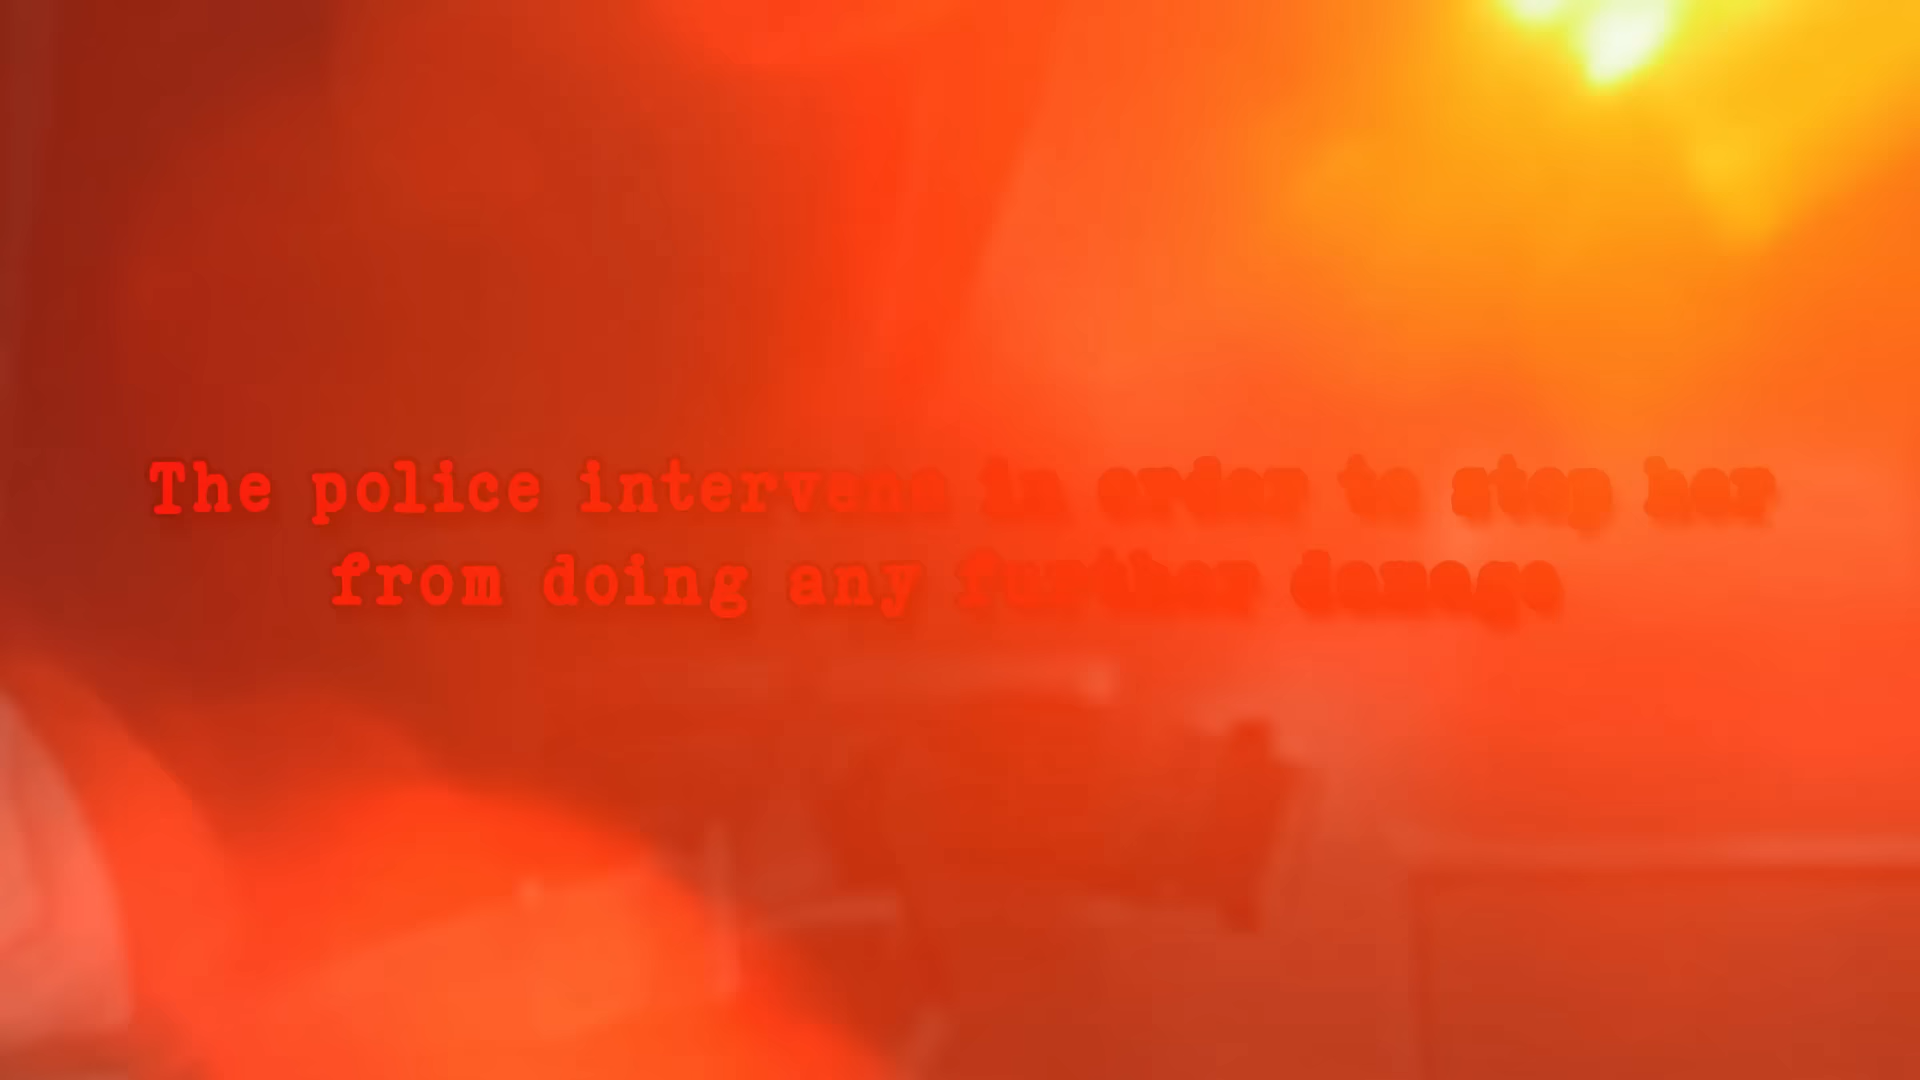 The police intervene in order to stop her
from doing any further damage